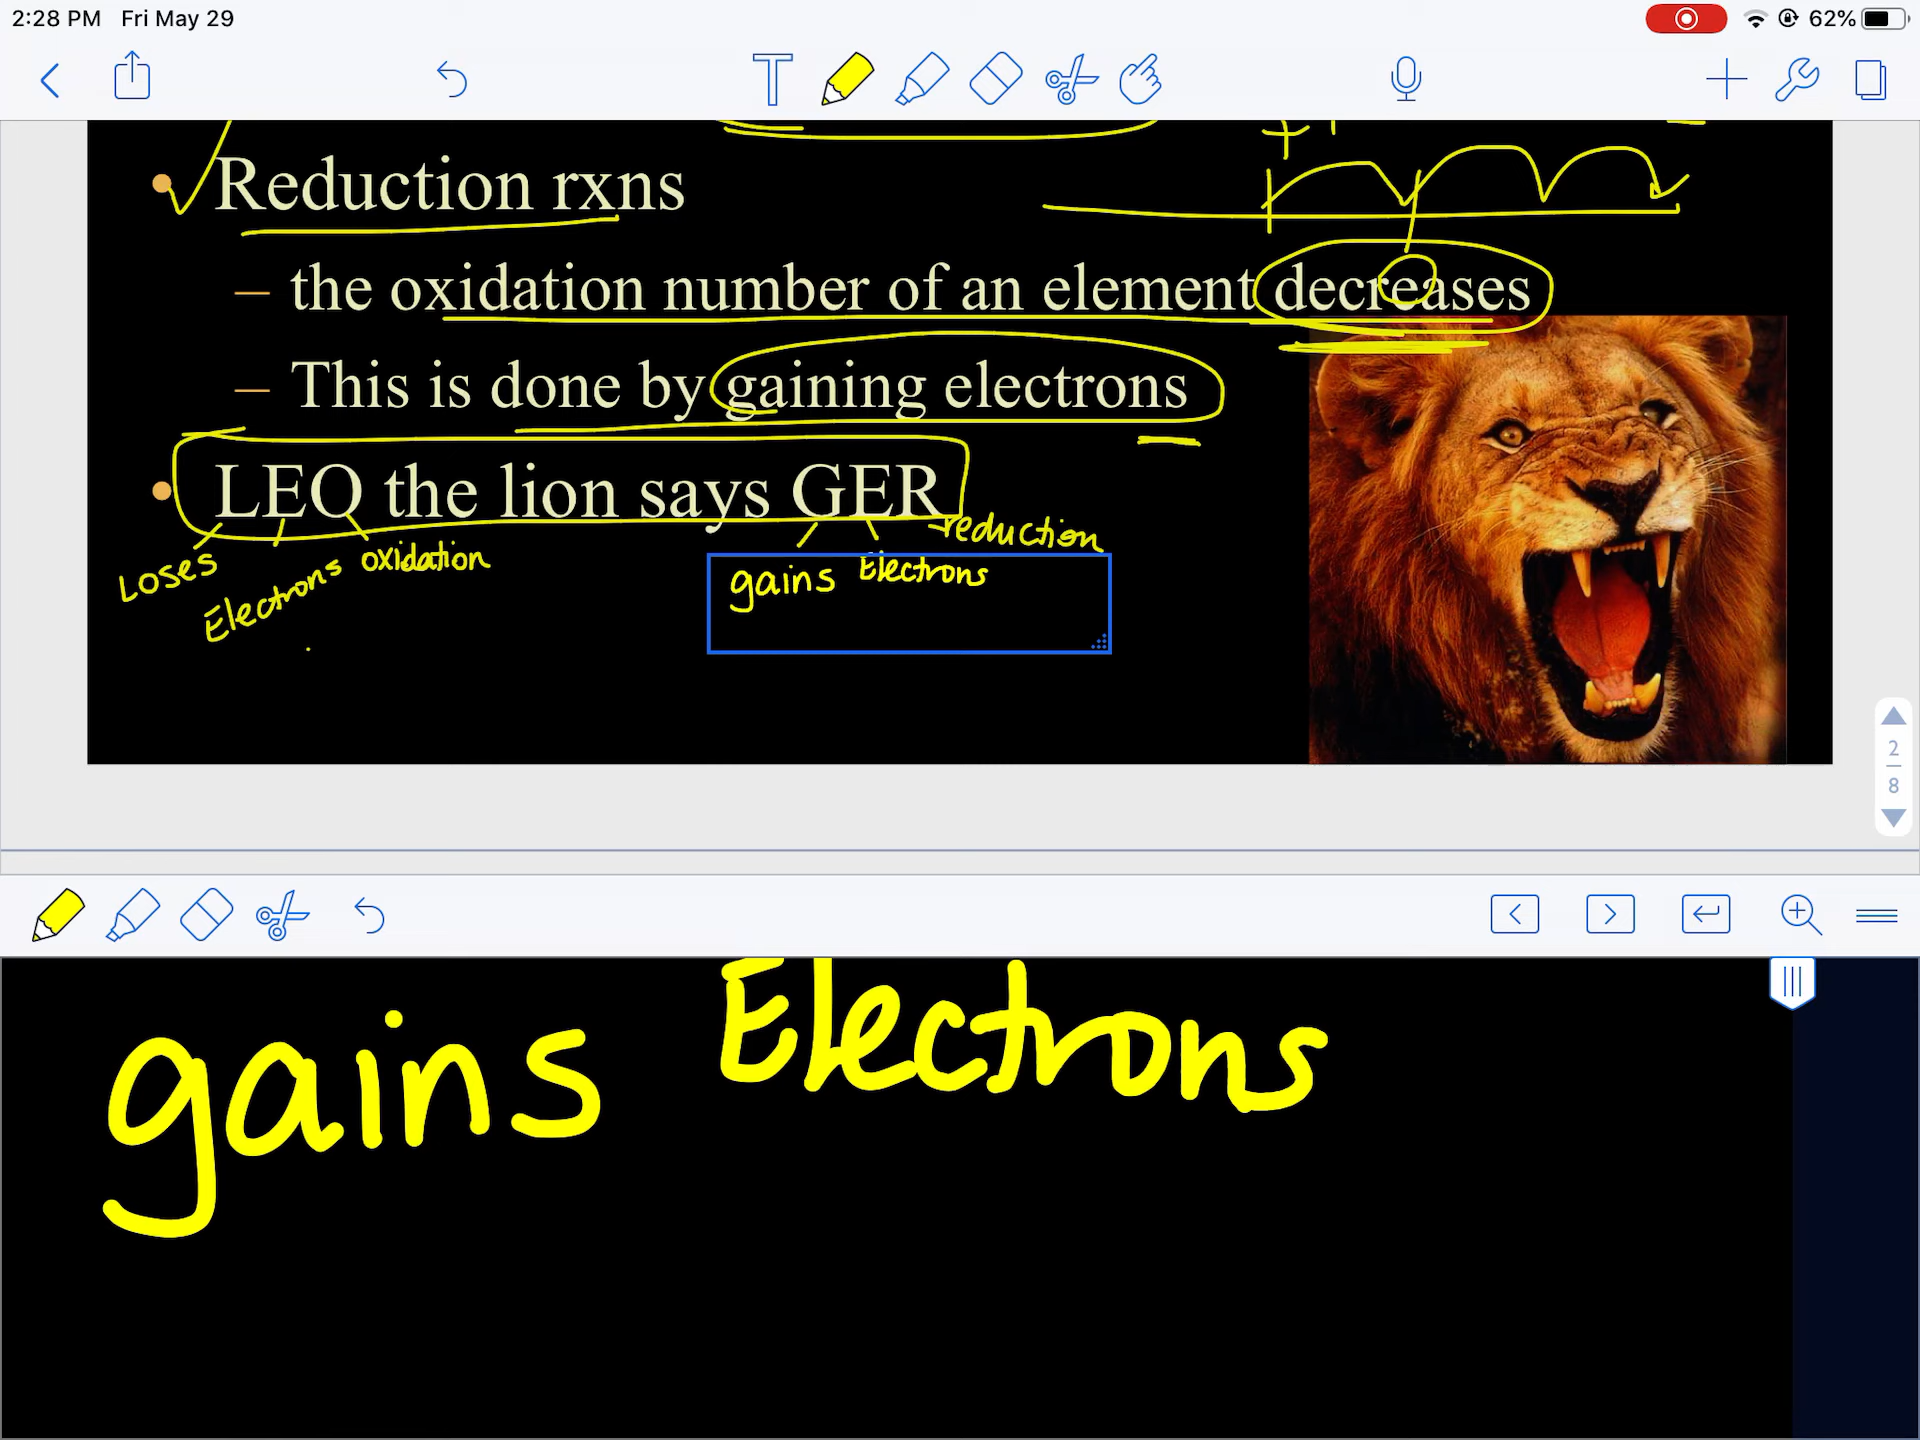 2:28 PM Fri May 29
62%
T
Reduction rxns
– the oxidation number of an element decreases
– This is done by gaining electrons
LEO the lion says GER
reduction
Loses Electrons oxidation
gains Electrons
2
8
gains Electrons